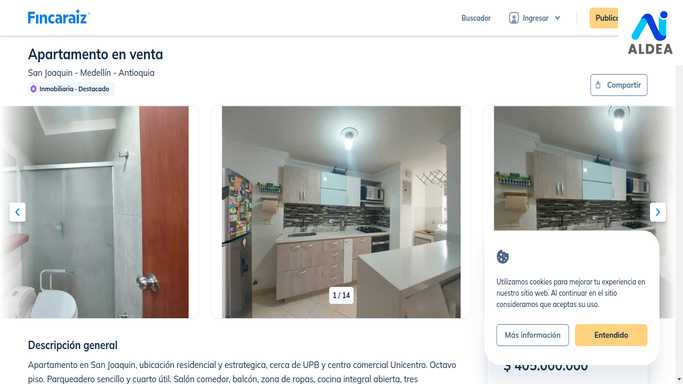 Fincaraiz
Buscador
Ingresar
Public
ALDEA
Apartamento en venta
San Joaquin - Medellín - Antioquia
Inmobiliaria - Destacado
Compartir
1 / 14
Utilizamos cookies para mejorar tu experiencia en
nuestro sitio web. Al continuar en el sitio
consideramos que aceptas su uso.
Más información
Entendido
$ 405.000.000
Descripción general
Apartamento en San Joaquin, ubicación residencial y estrategica, cerca de UPB y centro comercial Unicentro. Octavo
piso. Parqueadero sencillo y cuarto útil. Salón comedor, balcón, zona de ropas, cocina integral abierta, tres